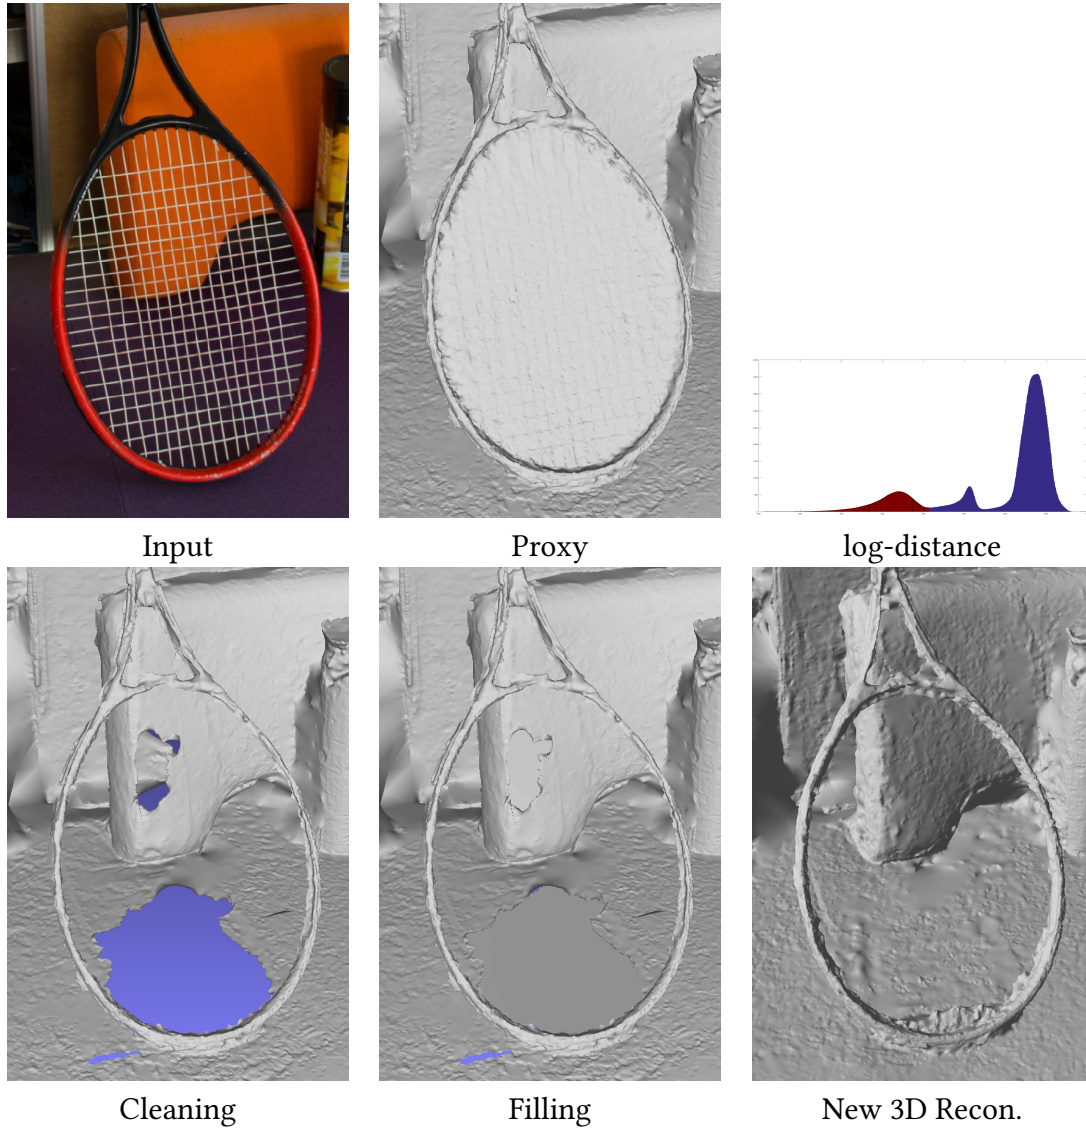 Input
Proxy
log-distance
Cleaning
Filling
New 3D Recon.